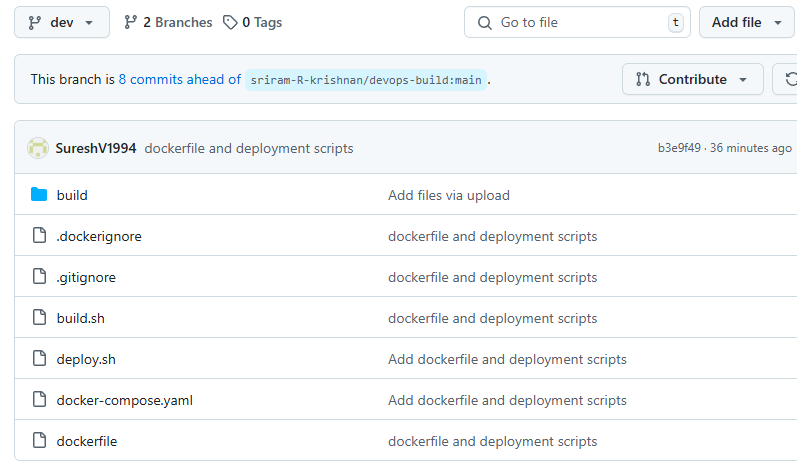 dev 2 Branches 0 Tags Go to file t Add file
This branch is 8 commits ahead of sriram-R-krishnan/devops-build:main .
Contribute
SureshV1994 dockerfile and deployment scripts b3e9f49 · 36 minutes ago
build Add files via upload
.dockerignore dockerfile and deployment scripts
.gitignore dockerfile and deployment scripts
build.sh dockerfile and deployment scripts
deploy.sh Add dockerfile and deployment scripts
docker-compose.yaml Add dockerfile and deployment scripts
dockerfile dockerfile and deployment scripts